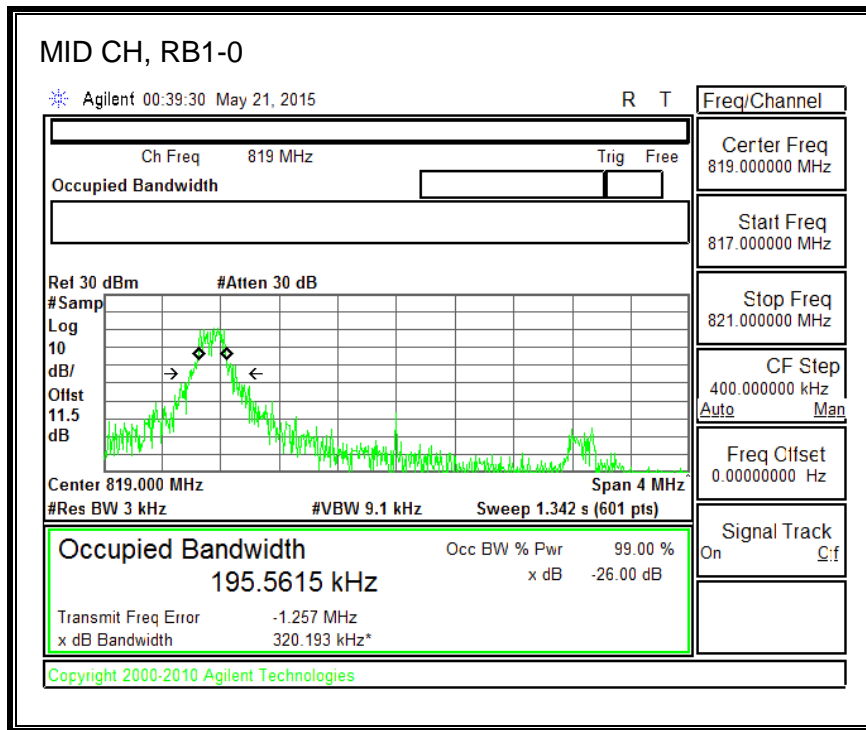 MID CH, RB1-0
Agilent 00:39:30 May 21, 2015 R T
Freq/Channel
Ch Freq 819 MHz Trig Free
Occupied Bandwidth
Center Freq
819.000000 MHz
Start Freq
817.000000 MHz
Stop Freq
821.000000 MHz
CF Step
400.000000 kHz
Auto Man
Freq Offset
0.00000000 Hz
Signal Track
On Off
Ref 30 dBm #Atten 30 dB
#Samp
Log
10
dB/
Offst
11.5
dB
Center 819.000 MHz Span 4 MHz
#Res BW 3 kHz #VBW 9.1 kHz Sweep 1.342 s (601 pts)
Occupied Bandwidth Occ BW % Pwr 99.00 %
195.5615 kHz x dB -26.00 dB
Transmit Freq Error -1.257 MHz
x dB Bandwidth 320.193 kHz*
Copyright 2000-2010 Agilent Technologies